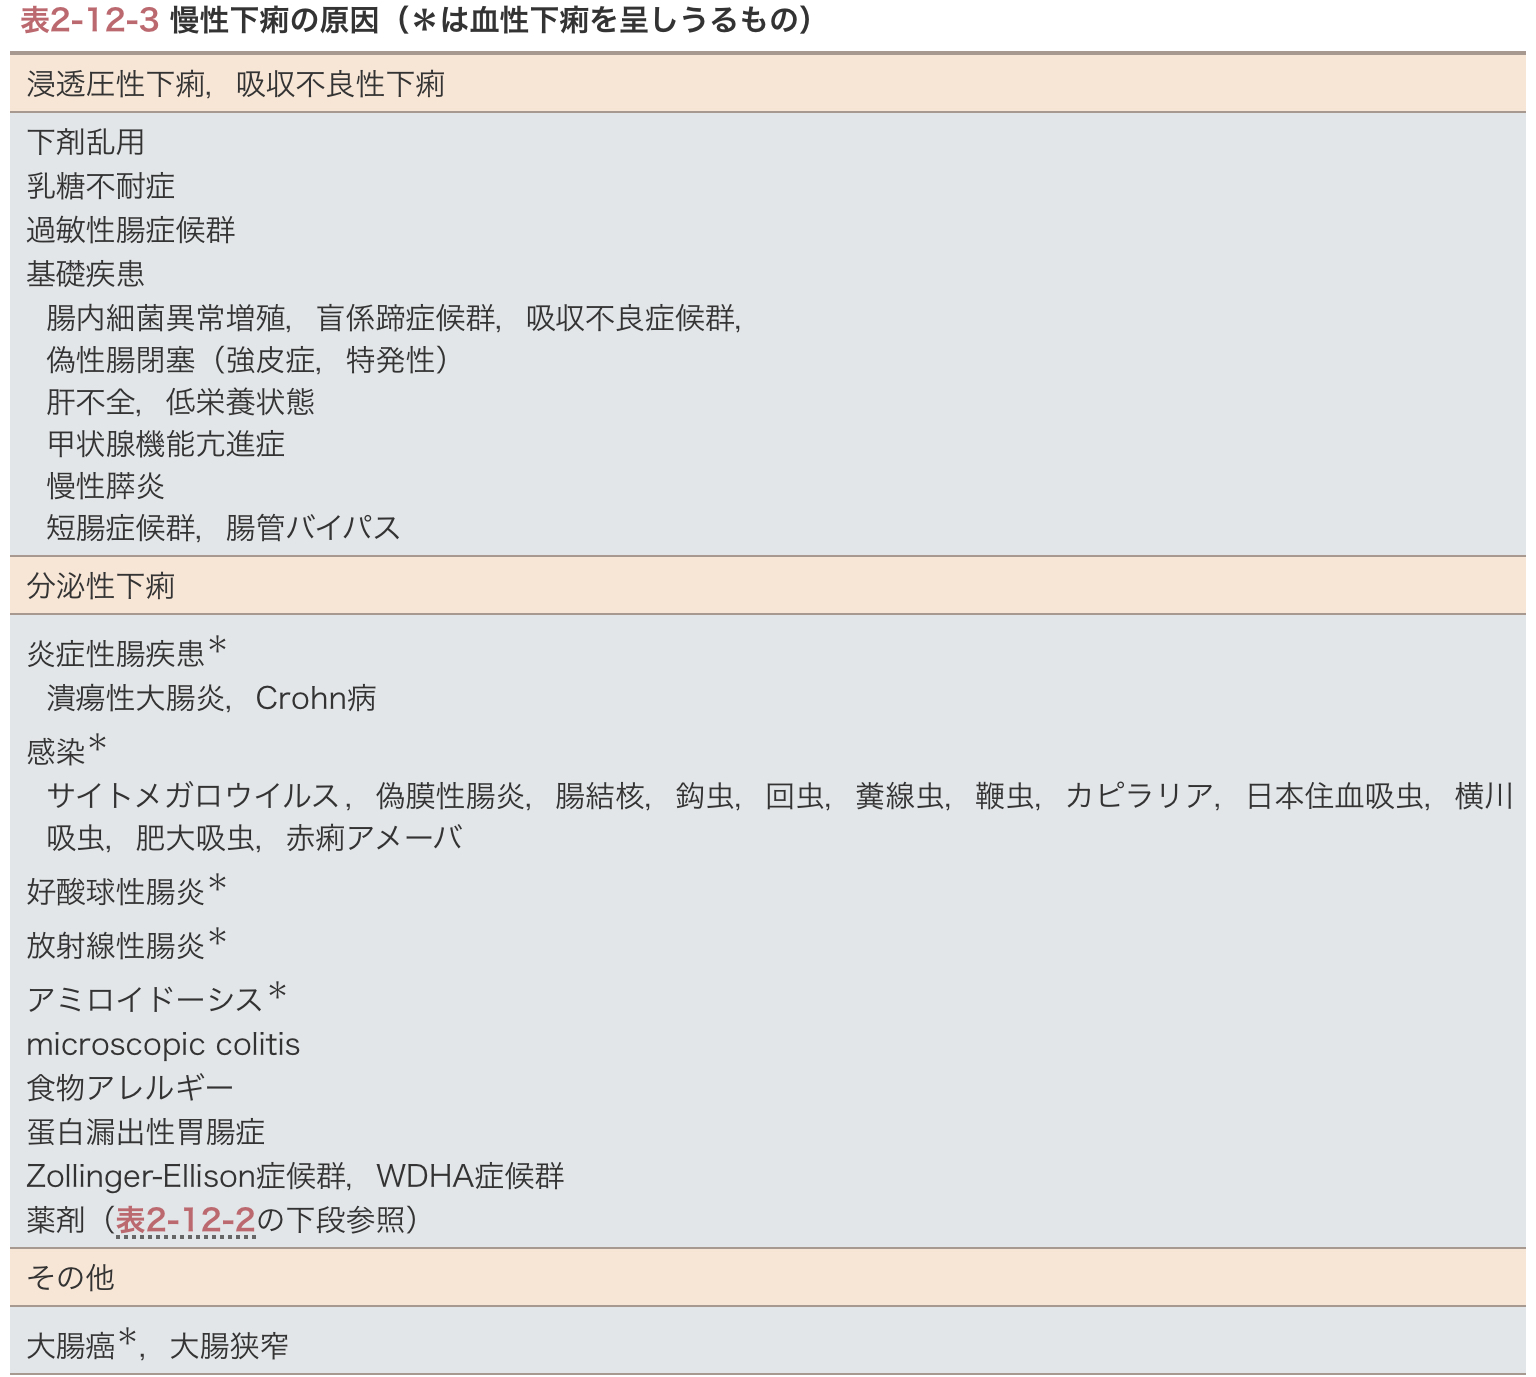 表2-12-3 慢性下痢の原因（＊は血性下痢を呈しうるもの）
浸透圧性下痢，吸収不良性下痢
下剤乱用
乳糖不耐症
過敏性腸症候群
基礎疾患
腸内細菌異常増殖，盲係蹄症候群，吸収不良症候群，
偽性腸閉塞（強皮症，特発性）
肝不全，低栄養状態
甲状腺機能亢進症
慢性膵炎
短腸症候群，腸管バイパス
分泌性下痢
炎症性腸疾患＊
潰瘍性大腸炎，Crohn病
感染＊
サイトメガロウイルス，偽膜性腸炎，腸結核，鈎虫，回虫，糞線虫，鞭虫，カピラリア，日本住血吸虫，横川
吸虫，肥大吸虫，赤痢アメーバ
好酸球性腸炎＊
放射線性腸炎＊
アミロイドーシス＊
microscopic colitis
食物アレルギー
蛋白漏出性胃腸症
Zollinger-Ellison症候群，WDHA症候群
薬剤（表2-12-2の下段参照）
その他
大腸癌＊，大腸狭窄